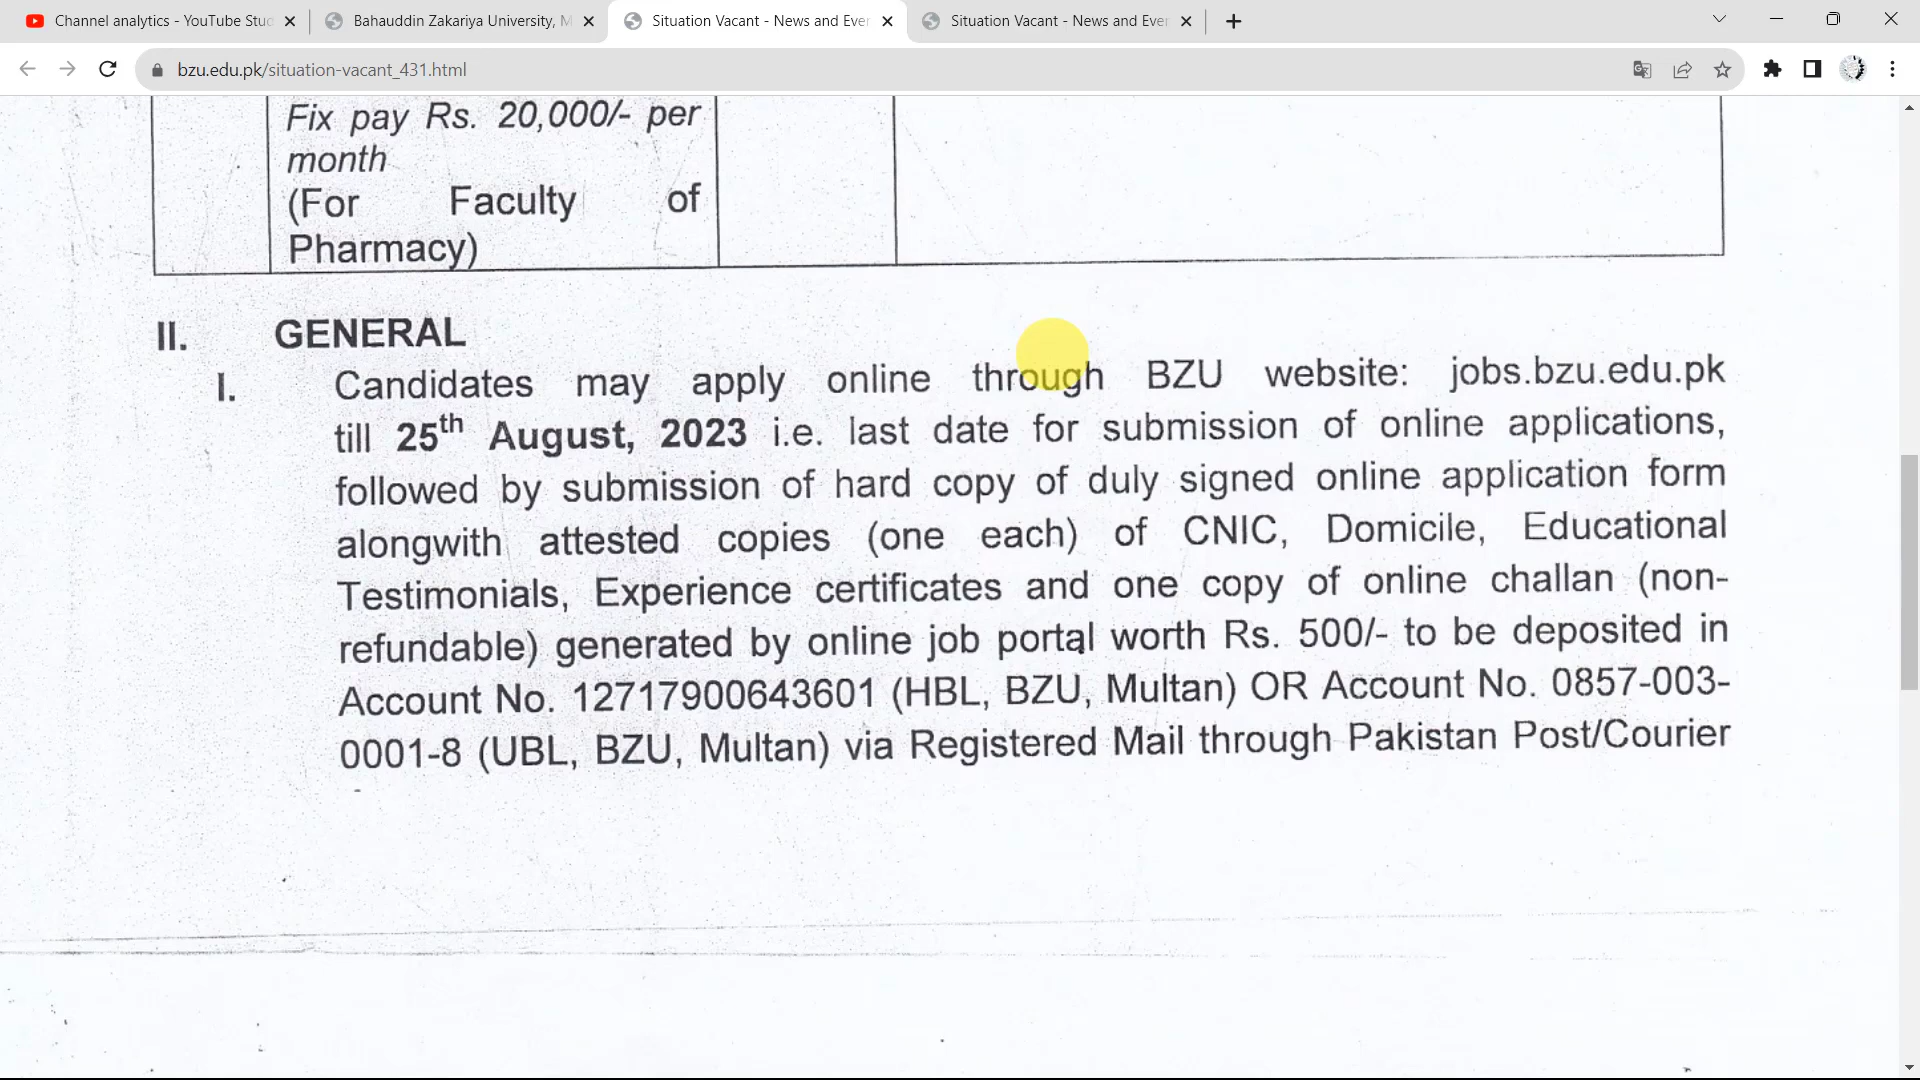 Channel analytics - YouTube Stud
Bahauddin Zakariya University, M
Situation Vacant - News and Ever
Situation Vacant - News and Ever
bzu.edu.pk/situation-vacant_431.html
Fix pay Rs. 20,000/- per
month
(For Faculty of
Pharmacy)
II. GENERAL
I. Candidates may apply online through BZU website: jobs.bzu.edu.pk
till 25th August, 2023 i.e. last date for submission of online applications,
followed by submission of hard copy of duly signed online application form
alongwith attested copies (one each) of CNIC, Domicile, Educational
Testimonials, Experience certificates and one copy of online challan (non-
refundable) generated by online job portal worth Rs. 500/- to be deposited in
Account No. 12717900643601 (HBL, BZU, Multan) OR Account No. 0857-003-
0001-8 (UBL, BZU, Multan) via Registered Mail through Pakistan Post/Courier